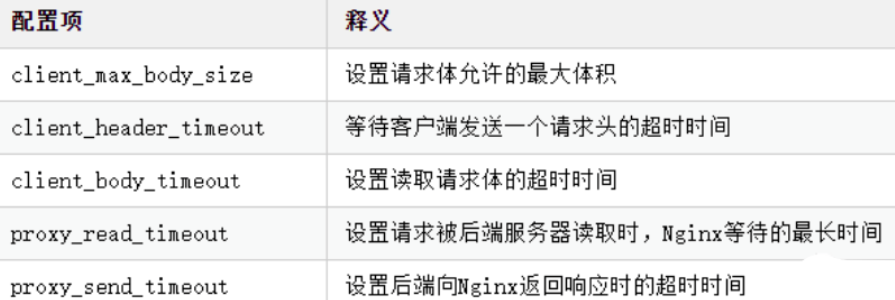 配置项 释义
client_max_body_size 设置请求体允许的最大体积
client_header_timeout 等待客户端发送一个请求头的超时时间
client_body_timeout 设置读取请求体的超时时间
proxy_read_timeout 设置请求被后端服务器读取时，Nginx等待的最长时间
proxy_send_timeout 设置后端向Nginx返回响应时的超时时间